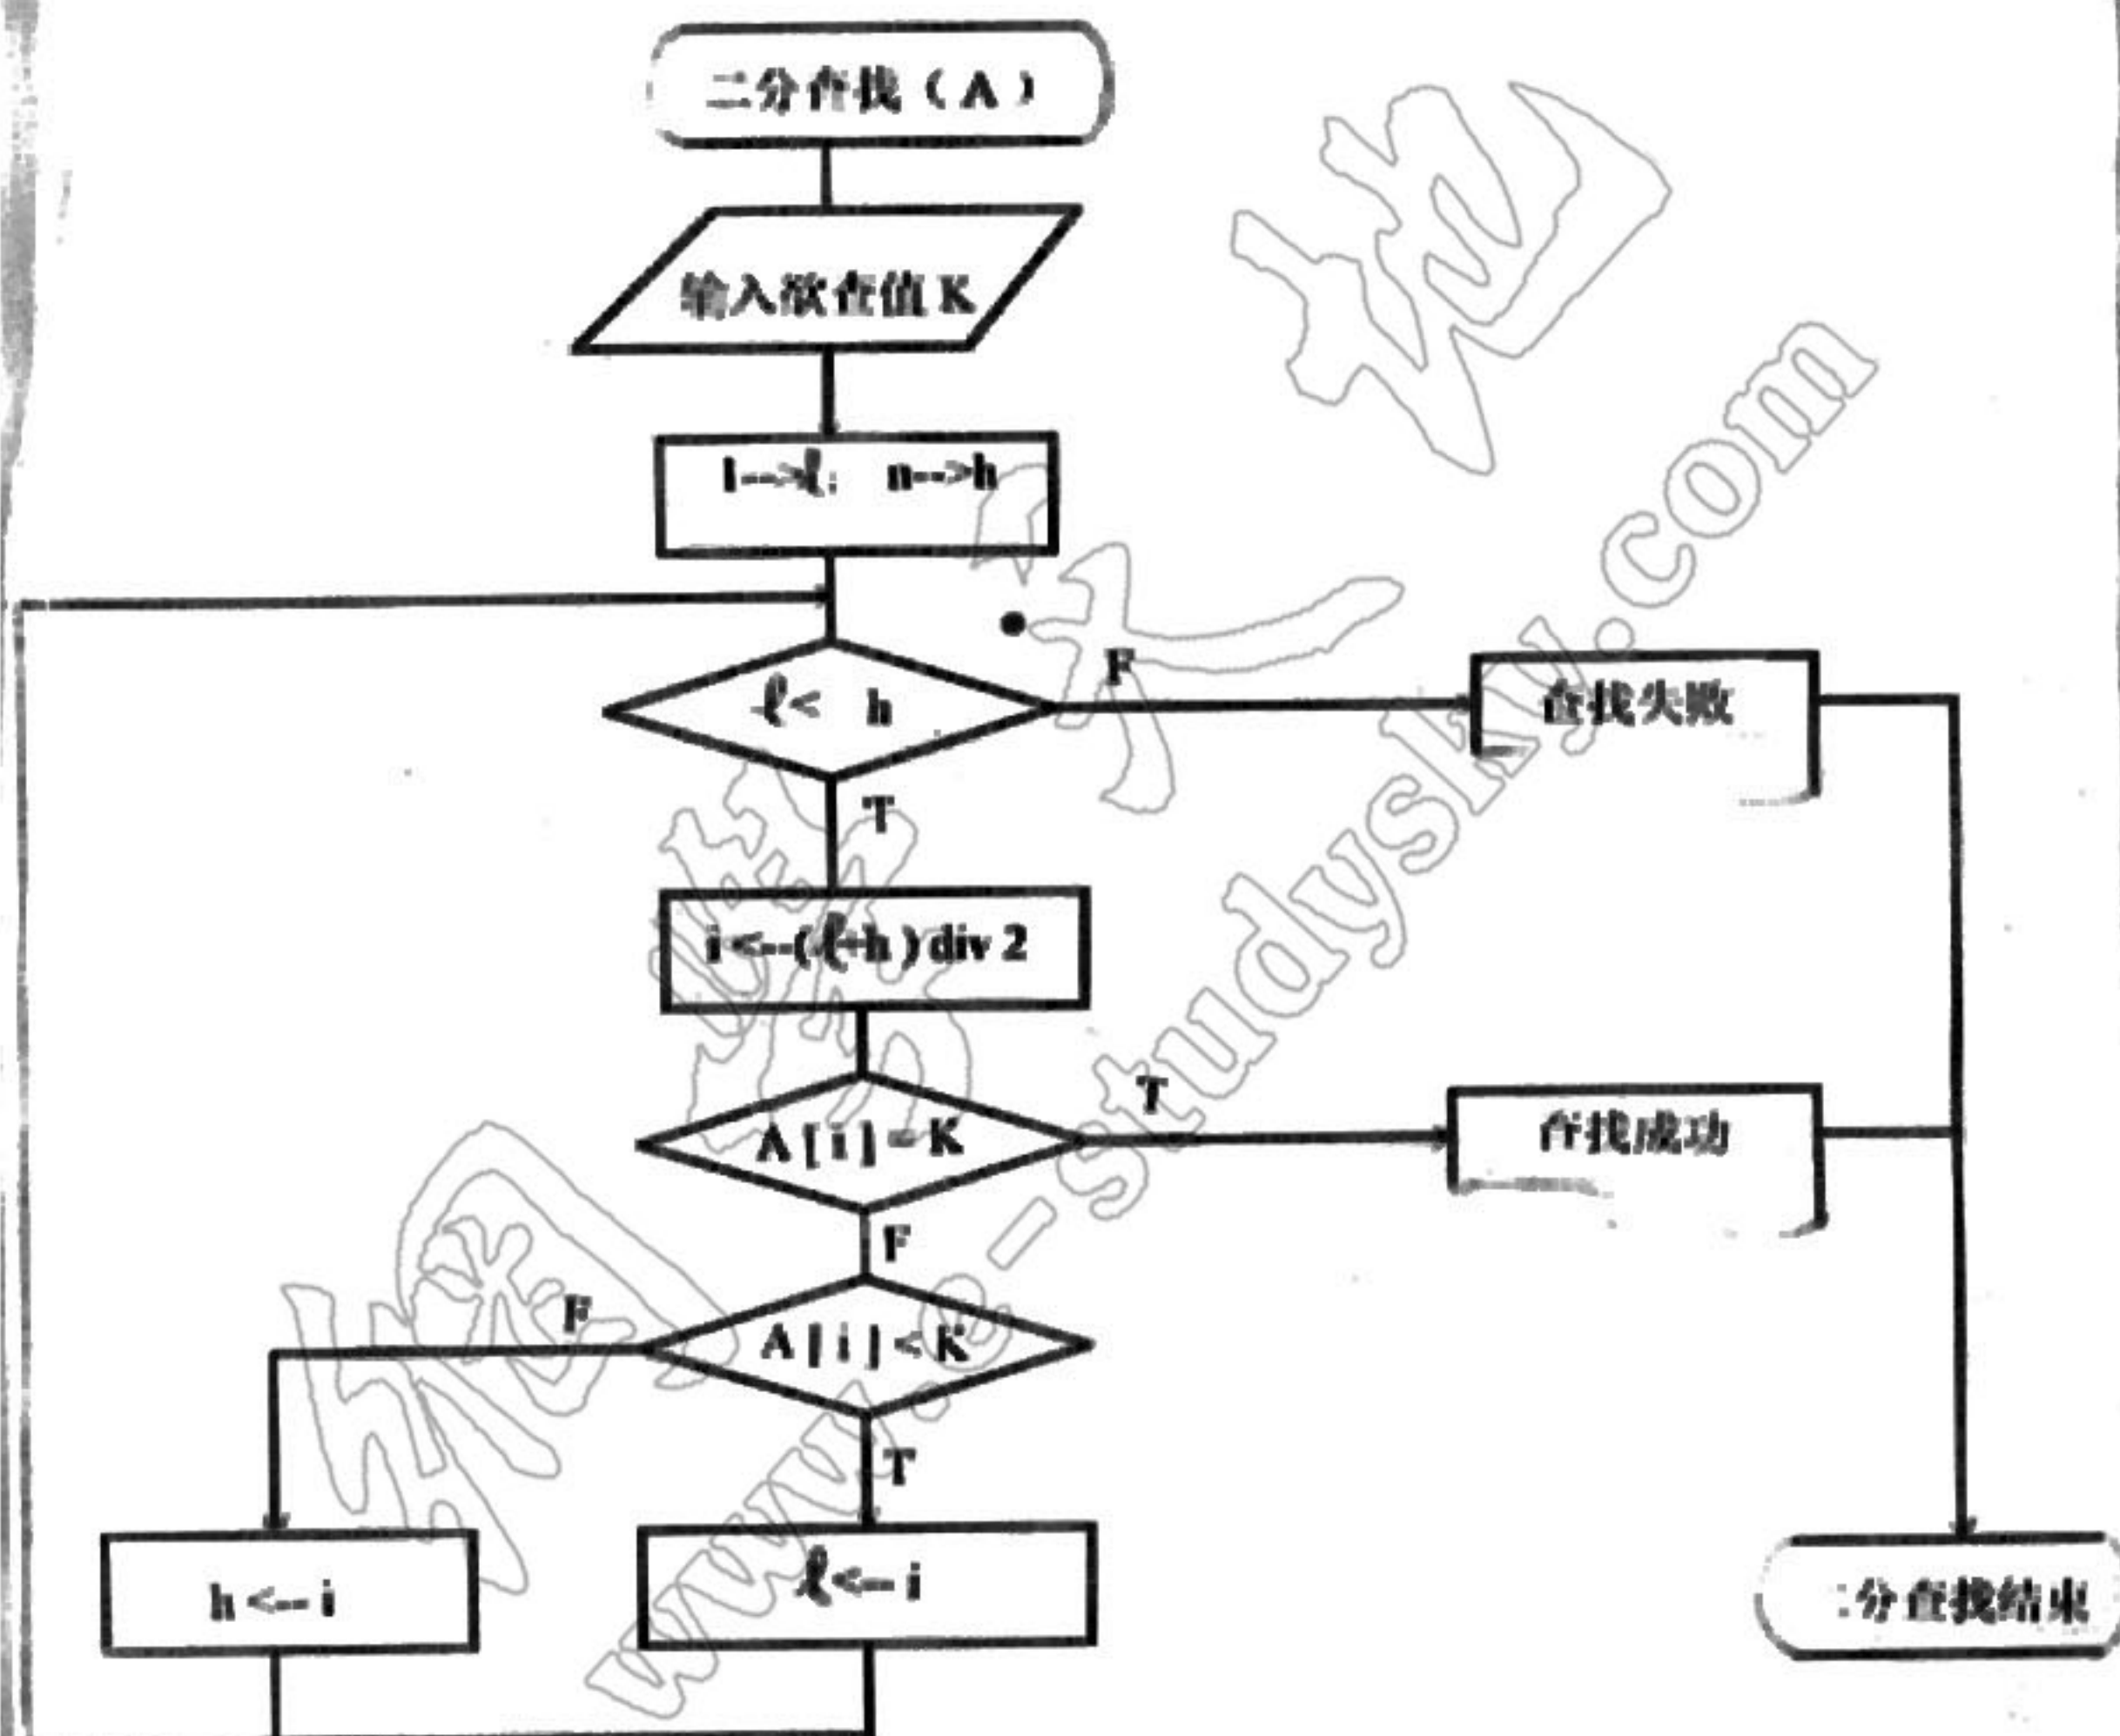 二分查找（A）
输入欲查值 K
1-->ℓ; n-->h
ℓ< h
F
查找失败
T
i <--(ℓ+h) div 2
A [ i ] = K
T
查找成功
F
A [ i ] < K
F
T
h <-- i
ℓ<-- i
二分查找结束
www.e-studysky.com